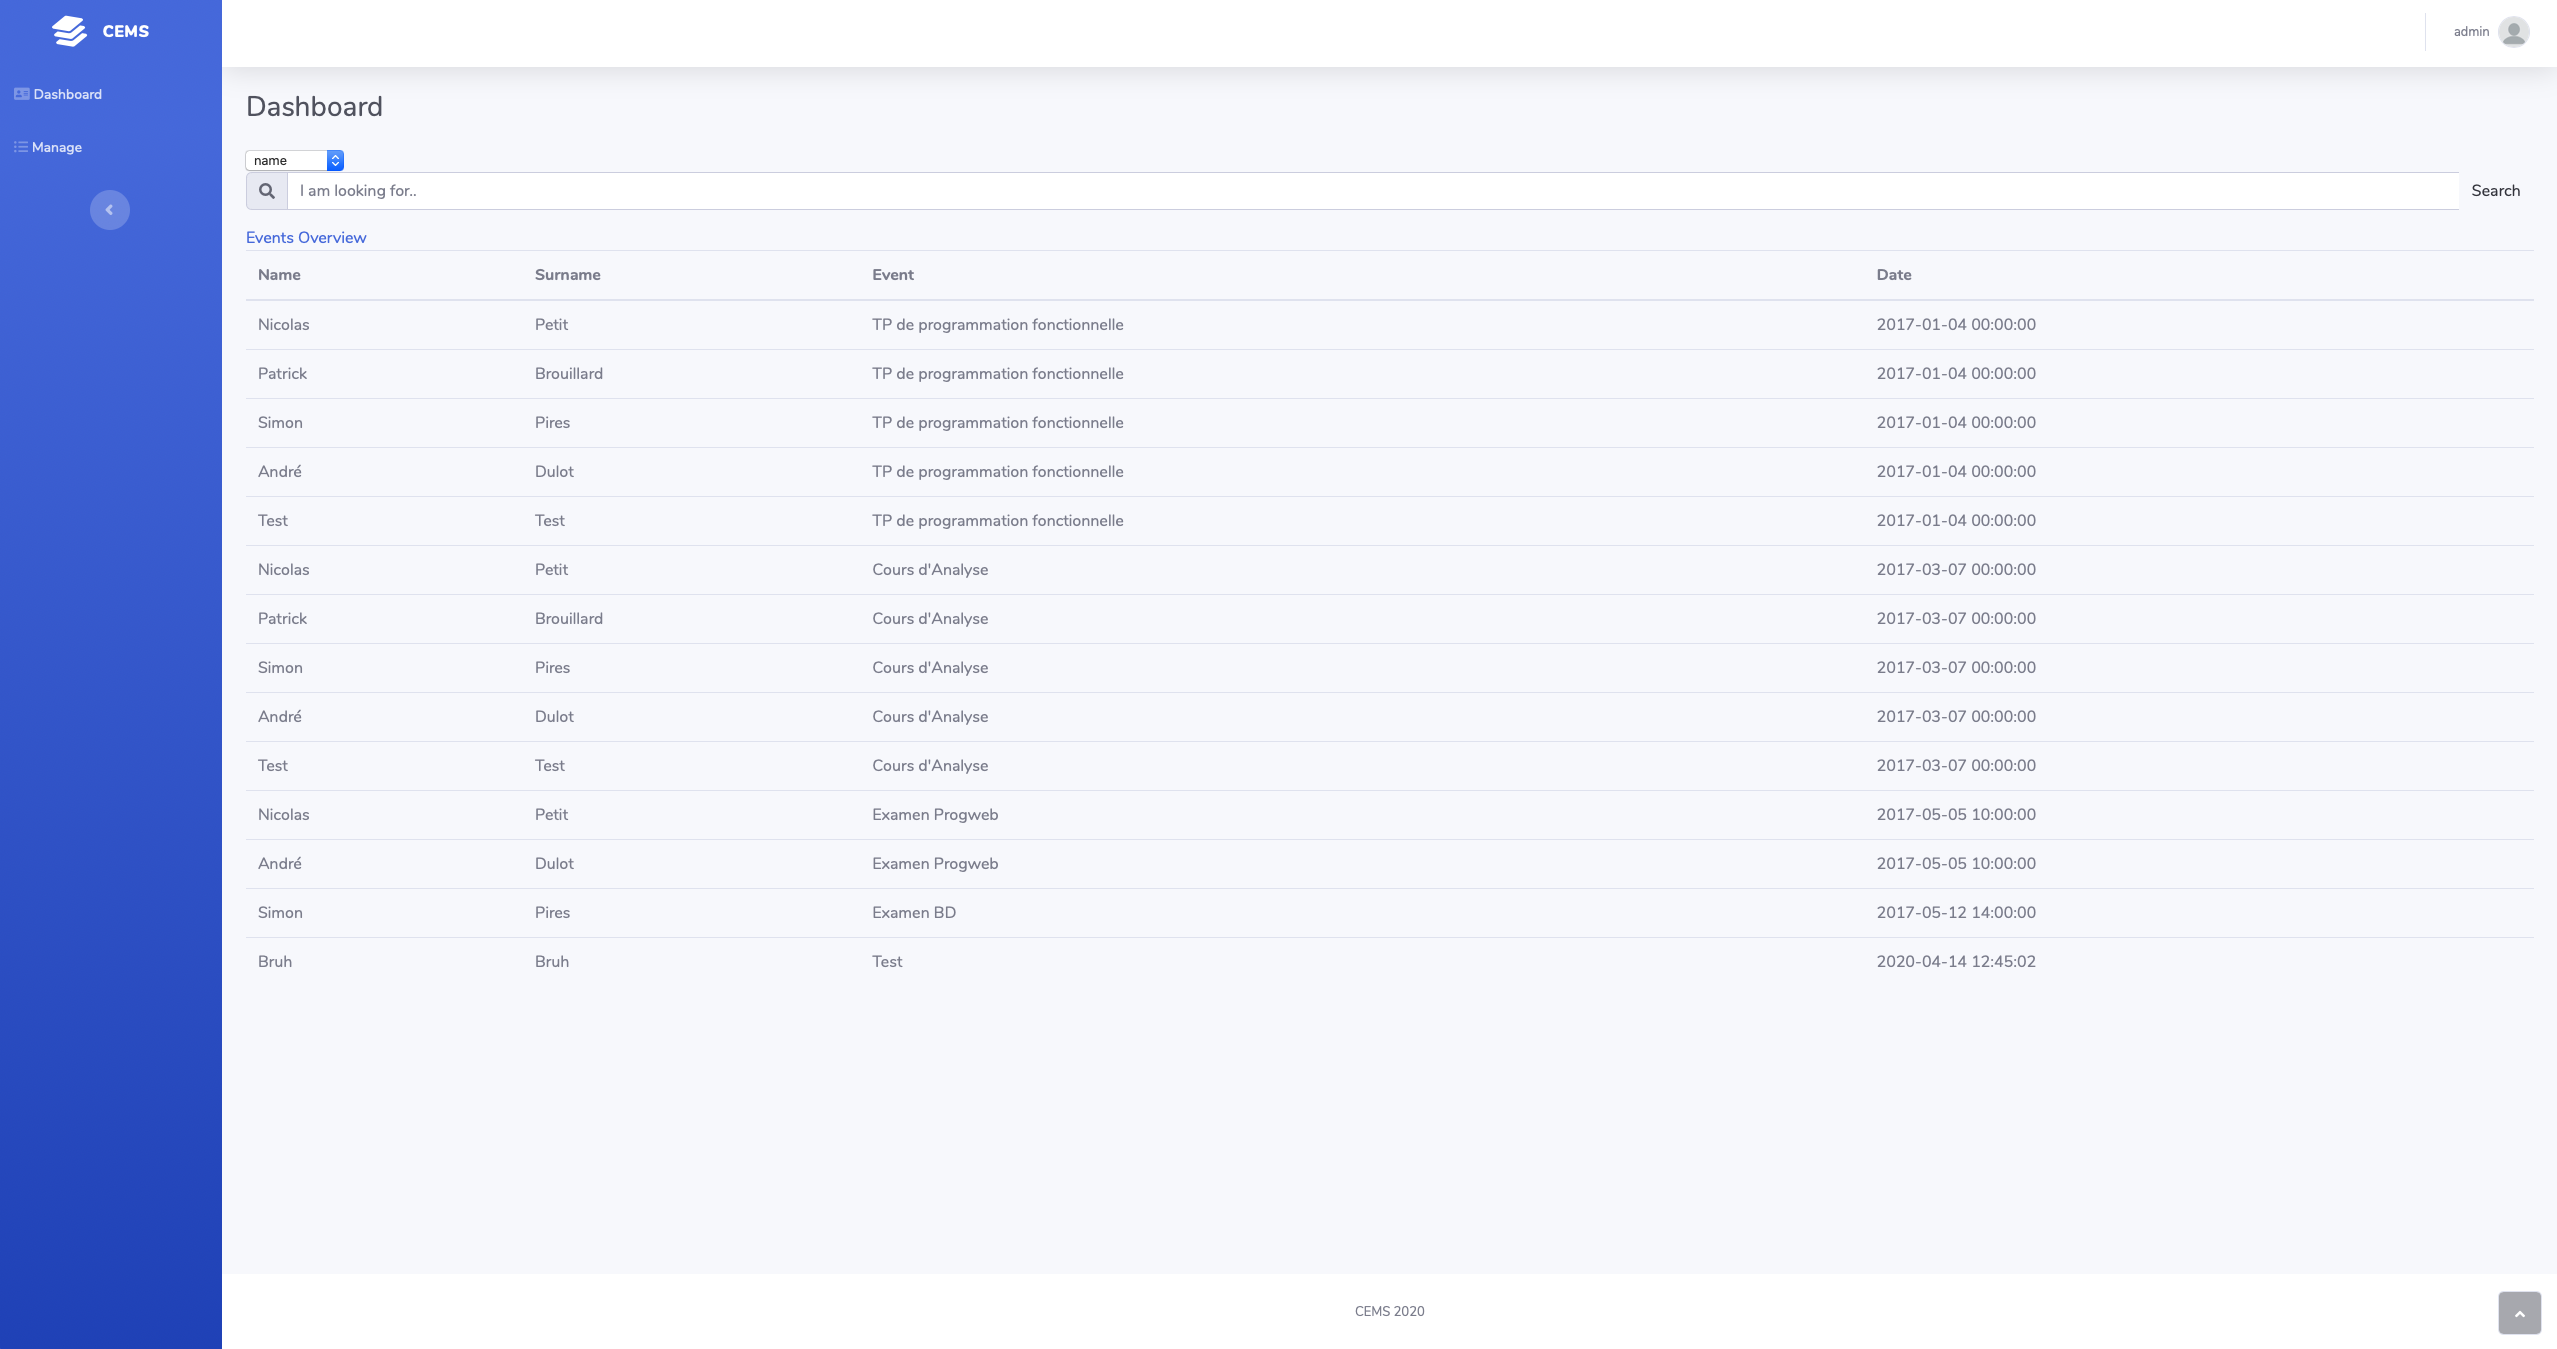 CEMS
admin
Dashboard
Manage
Dashboard
name
I am looking for.. Search
Events Overview
Name Surname Event Date
Nicolas Petit TP de programmation fonctionnelle 2017-01-04 00:00:00
Patrick Brouillard TP de programmation fonctionnelle 2017-01-04 00:00:00
Simon Pires TP de programmation fonctionnelle 2017-01-04 00:00:00
André Dulot TP de programmation fonctionnelle 2017-01-04 00:00:00
Test Test TP de programmation fonctionnelle 2017-01-04 00:00:00
Nicolas Petit Cours d'Analyse 2017-03-07 00:00:00
Patrick Brouillard Cours d'Analyse 2017-03-07 00:00:00
Simon Pires Cours d'Analyse 2017-03-07 00:00:00
André Dulot Cours d'Analyse 2017-03-07 00:00:00
Test Test Cours d'Analyse 2017-03-07 00:00:00
Nicolas Petit Examen Progweb 2017-05-05 10:00:00
André Dulot Examen Progweb 2017-05-05 10:00:00
Simon Pires Examen BD 2017-05-12 14:00:00
Bruh Bruh Test 2020-04-14 12:45:02
CEMS 2020